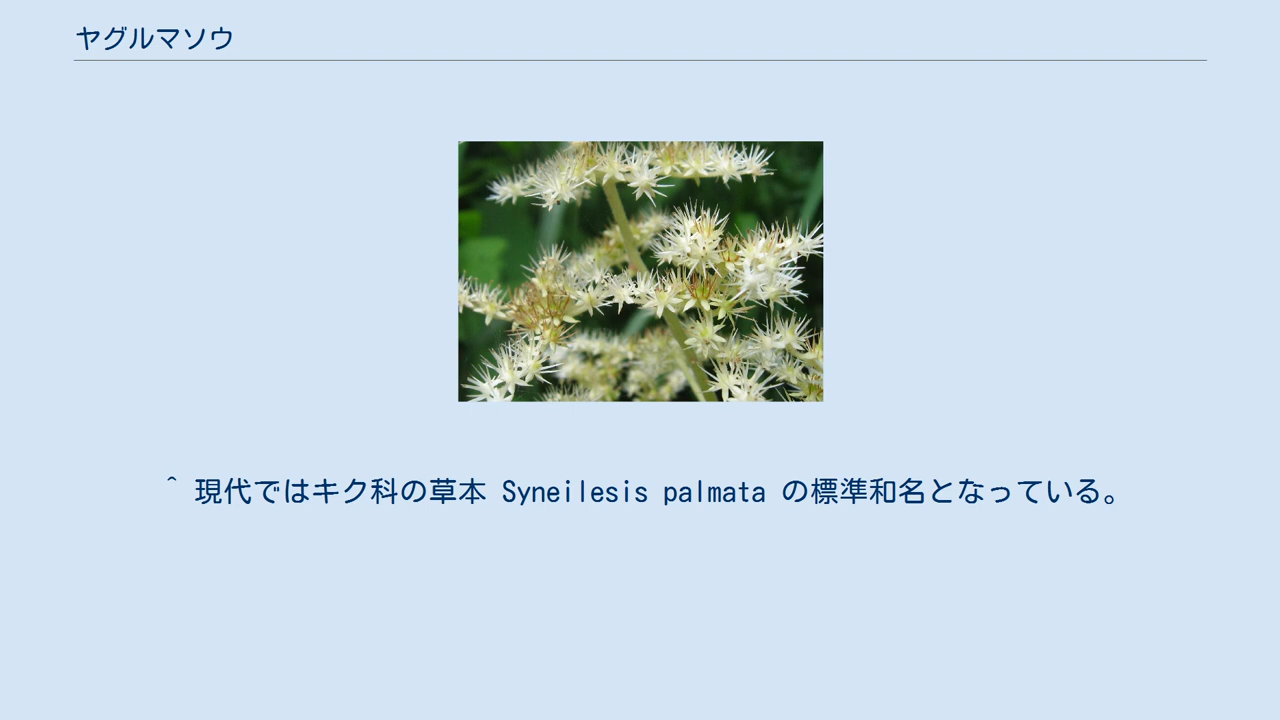 ヤグルマソウ
^ 現代ではキク科の草本 Syneilesis palmata の標準和名となっている。